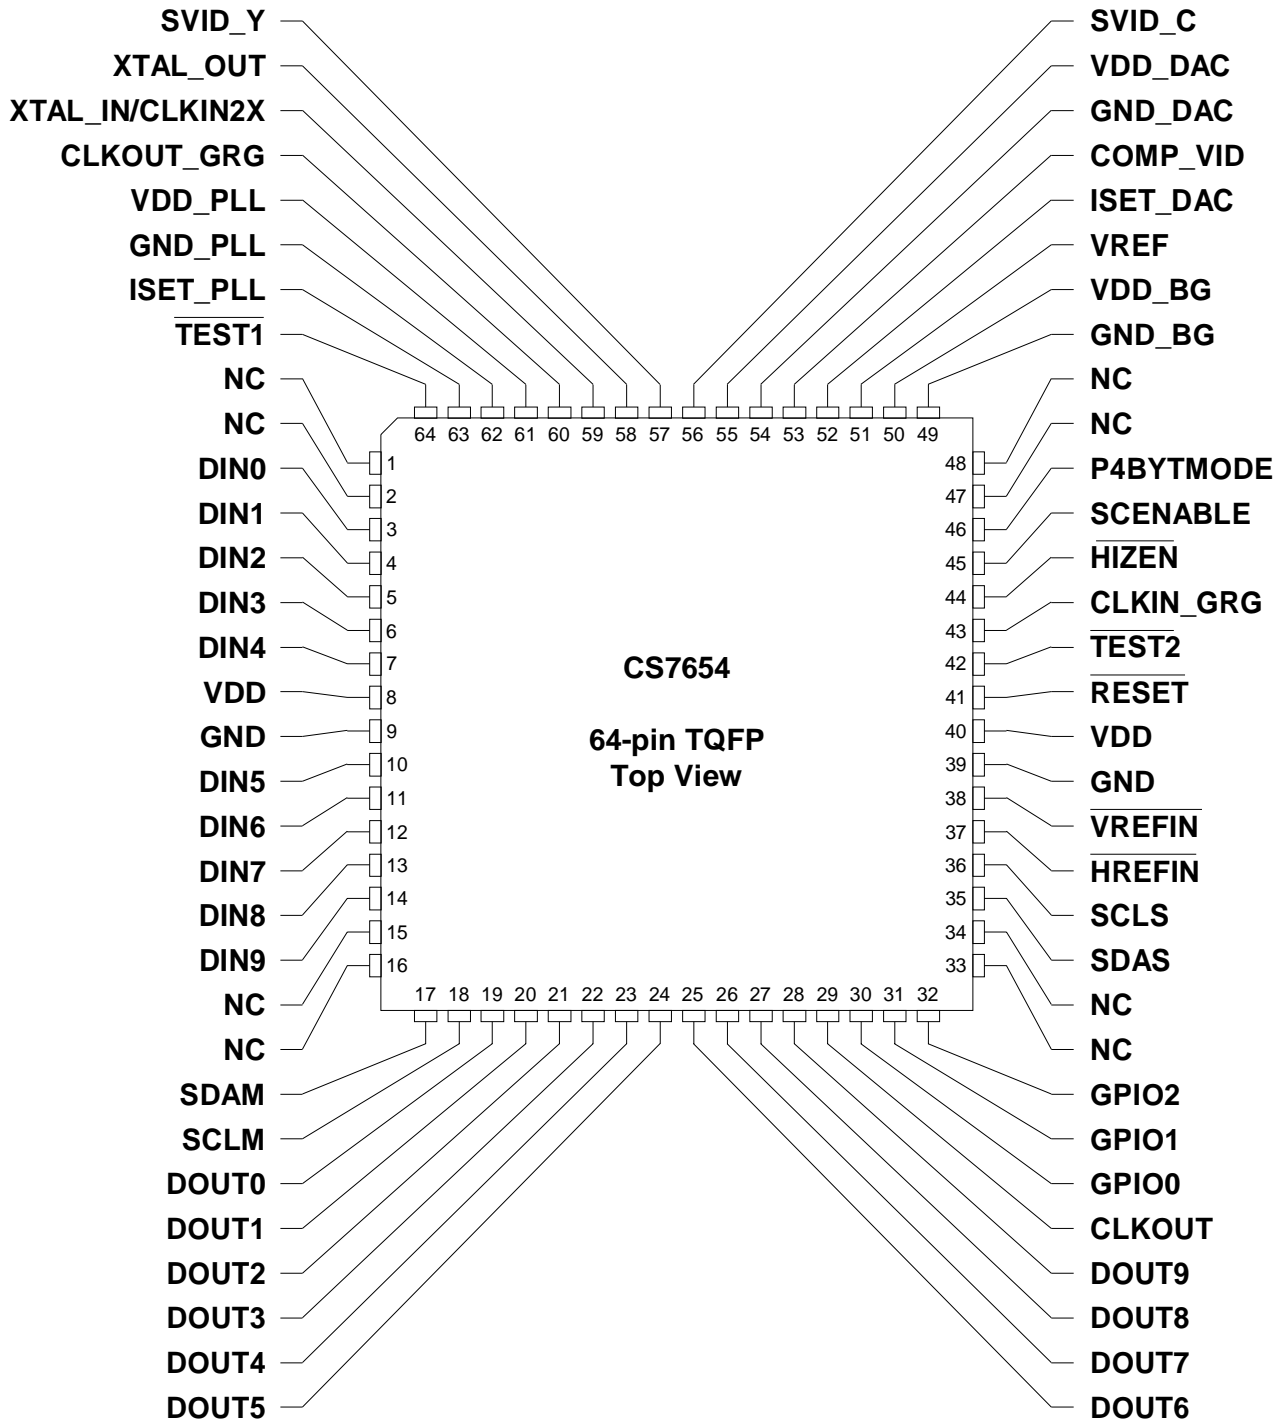 SVID_Y
XTAL_OUT
XTAL_IN/CLKIN2X
CLKOUT_GRG
VDD_PLL
GND_PLL
ISET_PLL
TEST1
NC
NC
DIN0
DIN1
DIN2
DIN3
DIN4
VDD
GND
DIN5
DIN6
DIN7
DIN8
DIN9
NC
NC
SDAM
SCLM
DOUT0
DOUT1
DOUT2
DOUT3
DOUT4
DOUT5
64 63 62 61 60 59 58 57 56 55 54 53 52 51 50 49
1
2
3
4
5
6
7
8
9
10
11
12
13
14
15
16
CS7654
64-pin TQFP
Top View
48
47
46
45
44
43
42
41
40
39
38
37
36
35
34
33
17 18 19 20 21 22 23 24 25 26 27 28 29 30 31 32
SVID_C
VDD_DAC
GND_DAC
COMP_VID
ISET_DAC
VREF
VDD_BG
GND_BG
NC
NC
P4BYTMODE
SCENABLE
HIZEN
CLKIN_GRG
TEST2
RESET
VDD
GND
VREFIN
HREFIN
SCLS
SDAS
NC
NC
GPIO2
GPIO1
GPIO0
CLKOUT
DOUT9
DOUT8
DOUT7
DOUT6